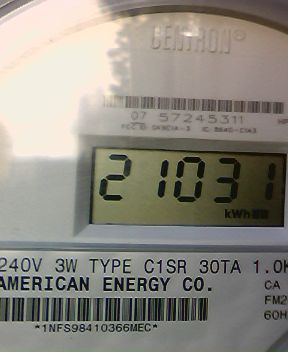 CENTRON®
07 57245311
21031
kWh
240V 3W TYPE C1SR 30TA 1.0K
AMERICAN ENERGY CO.
CA
FM2
60H
*1NFS98410366MEC*